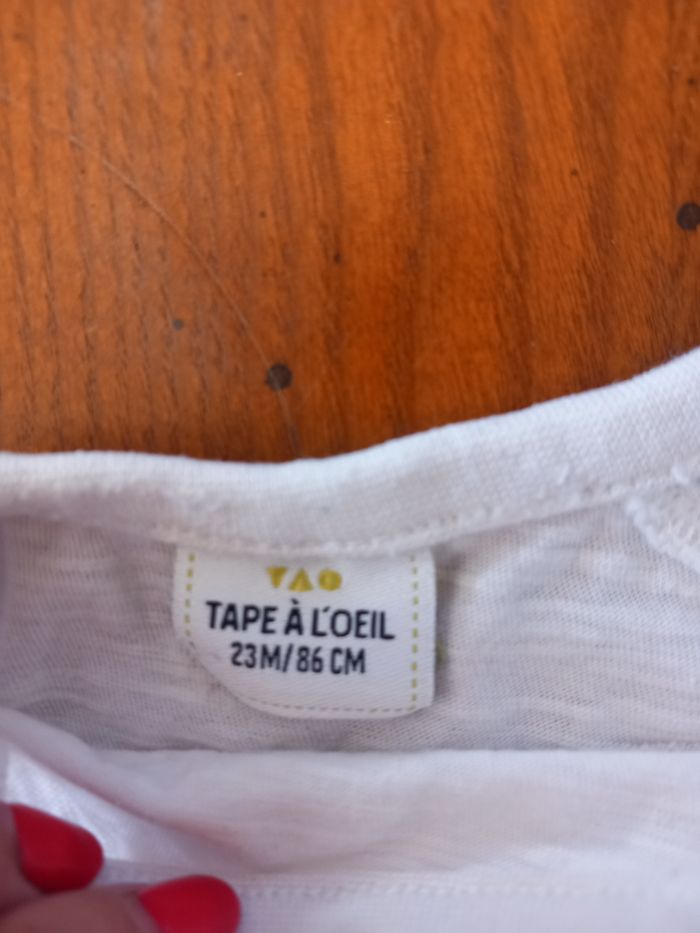 TAO
TAPE À L'OEIL
23M/86 CM